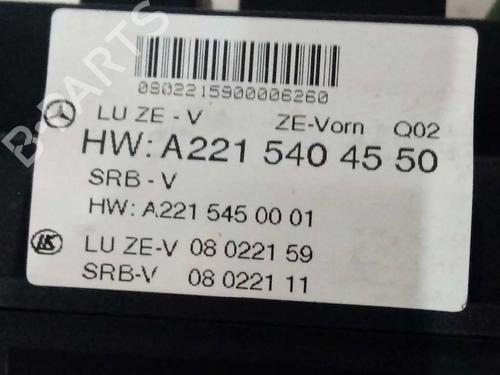 B-PARTS
0802215900006260
LU ZE - V ZE-Vorn Q02
HW: A221 540 45 50
SRB - V
HW: A221 545 00 01
LK LU ZE-V 08 0221 59
SRB-V 08 0221 11